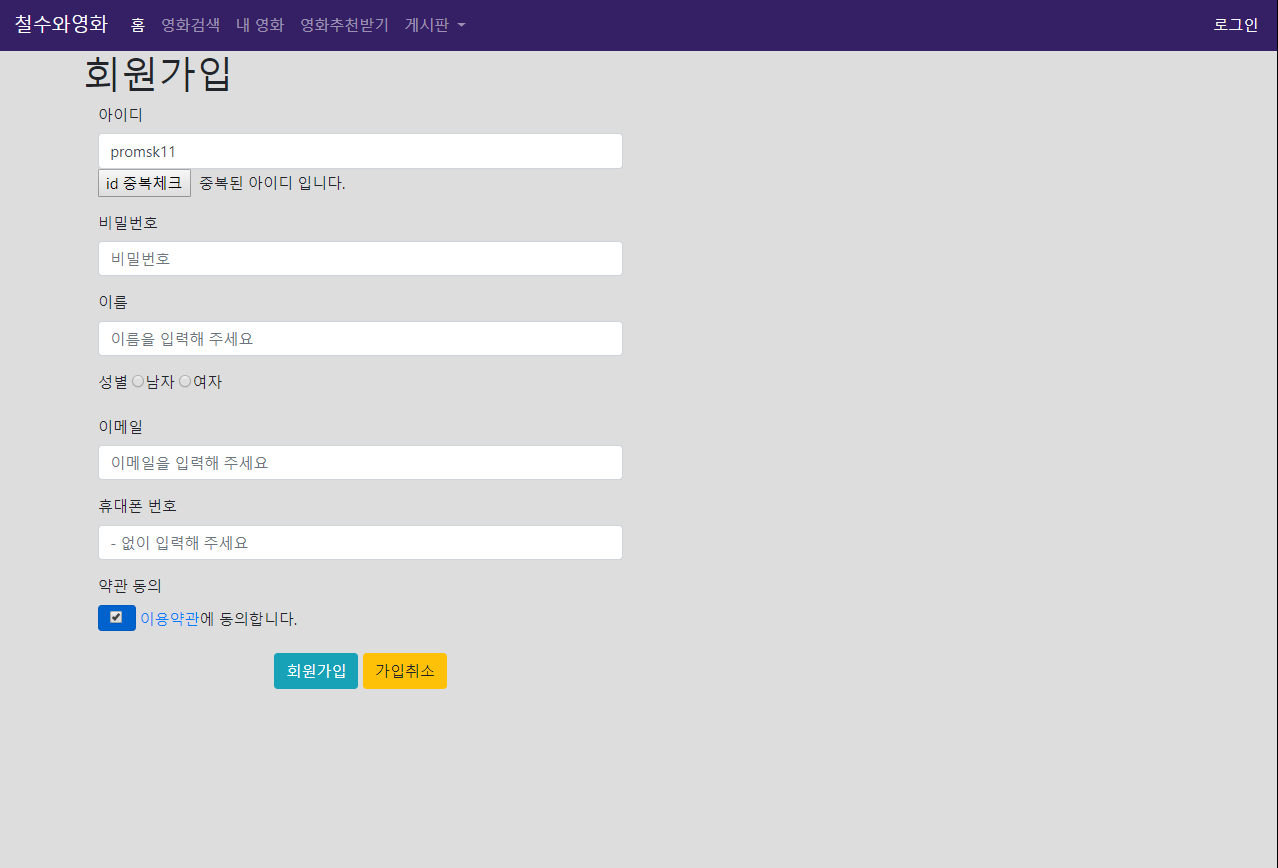 철수와영화 홈 영화검색 내 영화 영화추천받기 게시판 로그인
회원가입
아이디
promsk11
id 중복체크 중복된 아이디 입니다.
비밀번호
비밀번호
이름
이름을 입력해 주세요
성별 남자 여자
이메일
이메일을 입력해 주세요
휴대폰 번호
- 없이 입력해 주세요
약관 동의
이용약관에 동의합니다.
회원가입 가입취소